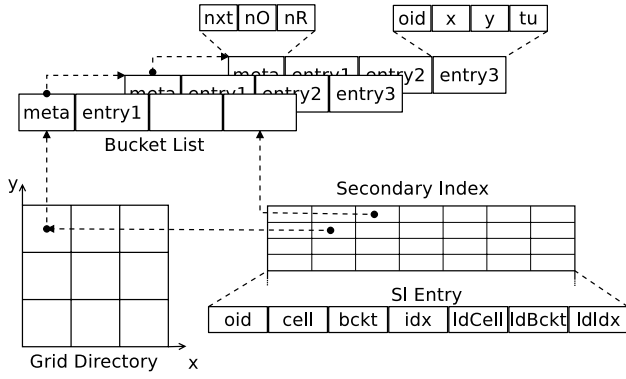 nxt nO nR
oid x y tu
meta entry1 entry2 entry3
meta entry1 entry2 entry3
meta entry1
Bucket List
y
Secondary Index
SI Entry
oid cell bckt idx ldCell ldBckt ldIdx
Grid Directory
x